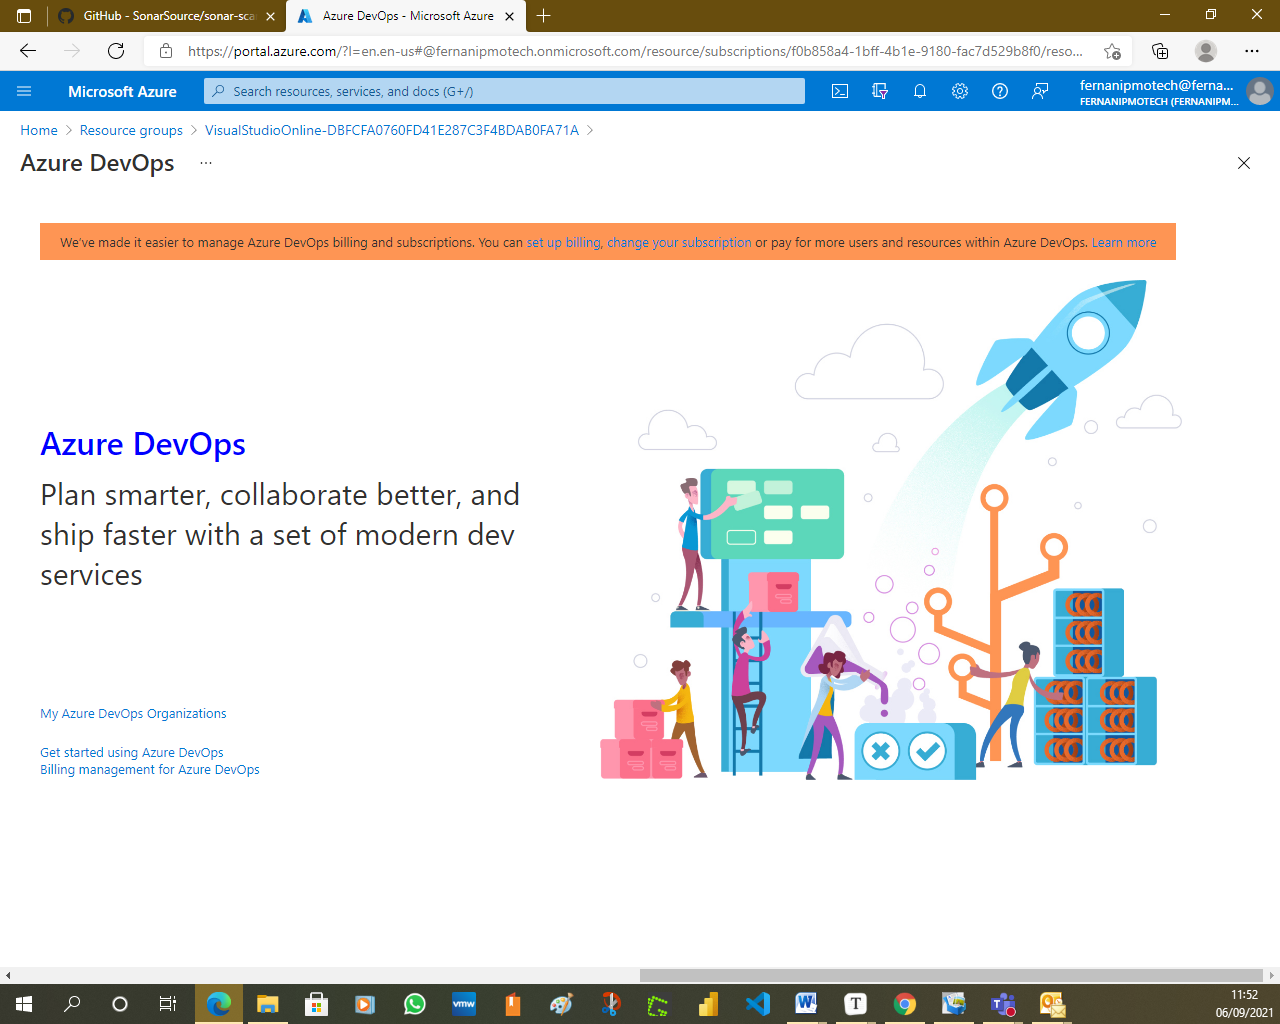 GitHub - SonarSource/sonar-sca
Azure DevOps - Microsoft Azure
https://portal.azure.com/?l=en.en-us#@fernanipmotech.onmicrosoft.com/resource/subscriptions/f0b858a4-1bff-4b1e-9180-fac7d529b8f0/reso...
Microsoft Azure
Search resources, services, and docs (G+/)
fernanipmotech@ferna...
FERNANIPMOTECH (FERNANIPM...
Home > Resource groups > VisualStudioOnline-DBFCFA0760FD41E287C3F4BDAB0FA71A >
Azure DevOps ...
We've made it easier to manage Azure DevOps billing and subscriptions. You can set up billing, change your subscription or pay for more users and resources within Azure DevOps. Learn more
Azure DevOps
Plan smarter, collaborate better, and
ship faster with a set of modern dev
services
My Azure DevOps Organizations
Get started using Azure DevOps
Billing management for Azure DevOps
vmw
W
T
11:52
06/09/2021